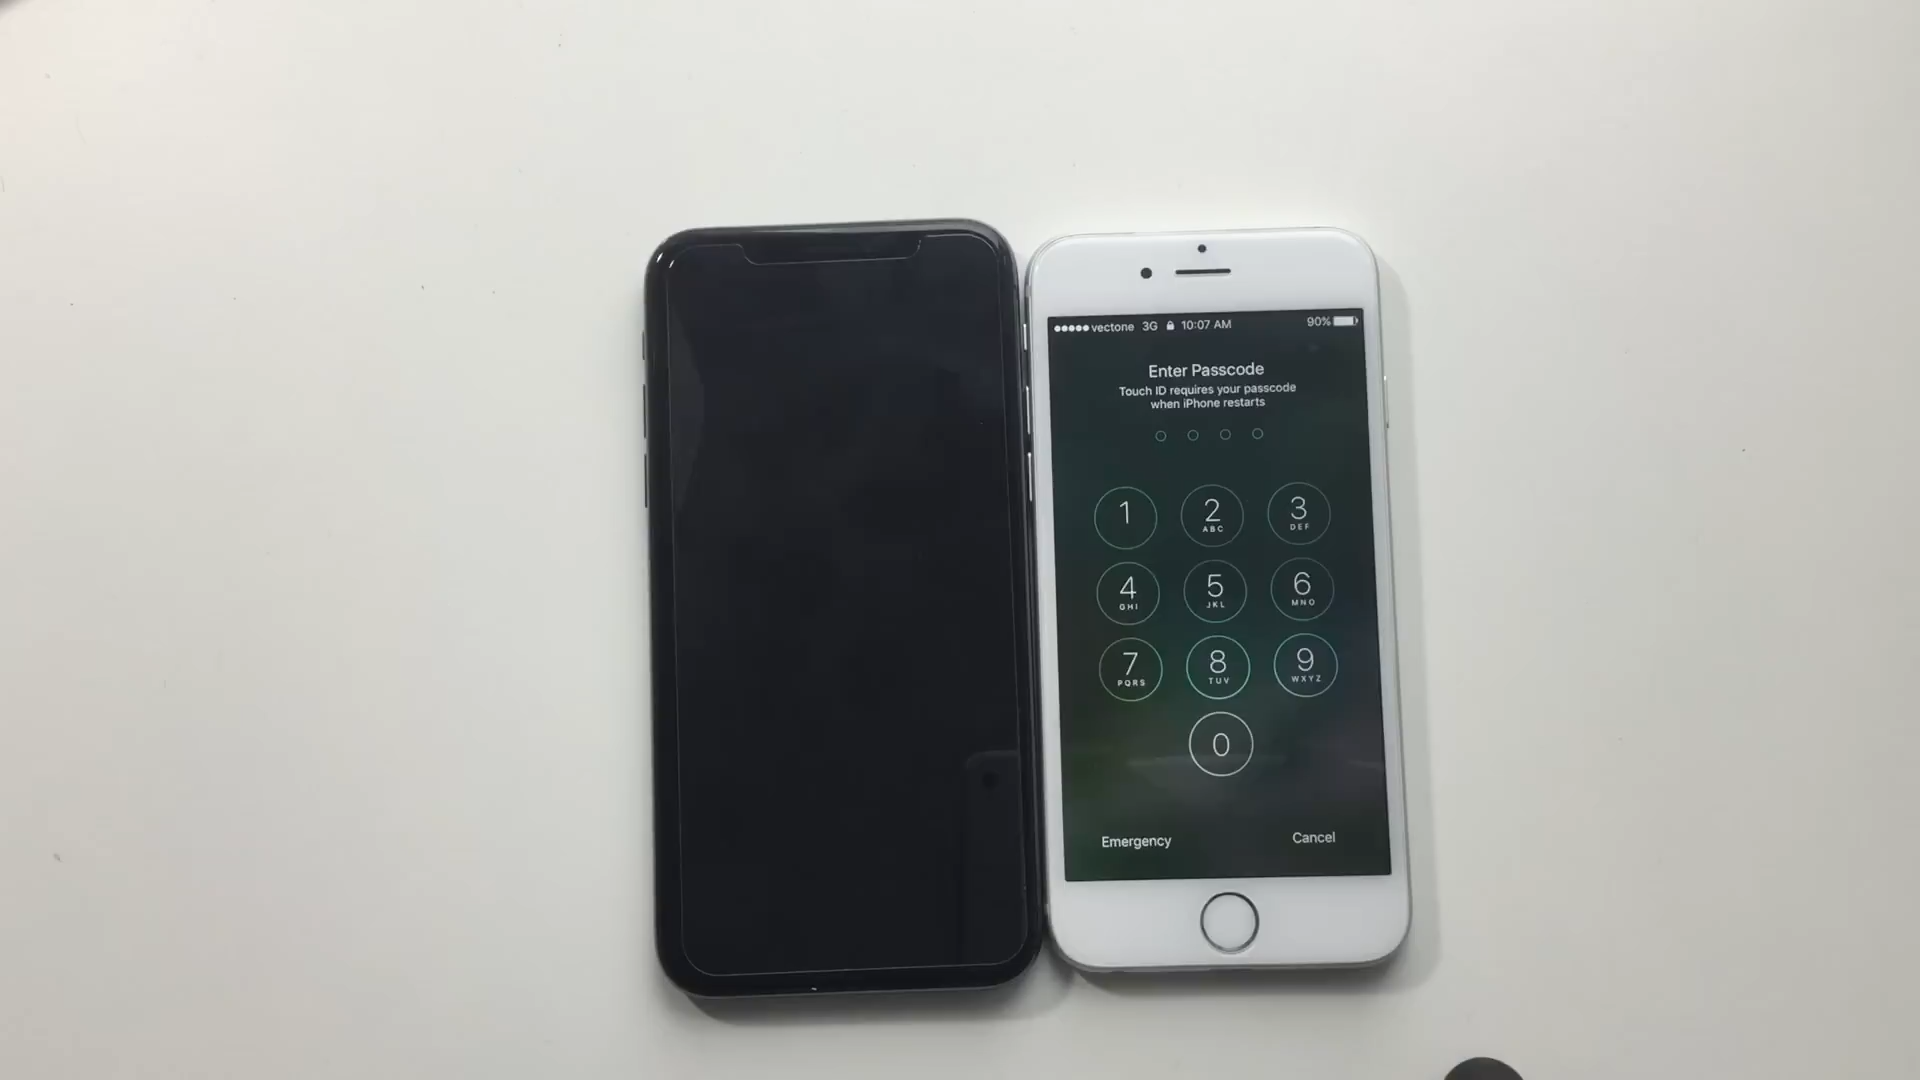 vectone 3G 10:07 AM 90%
Enter Passcode
Touch ID requires your passcode
when iPhone restarts
1 2 3
ABC DEF
4 5 6
GHI JKL MNO
7 8 9
PQRS TUV WXYZ
0
Emergency Cancel